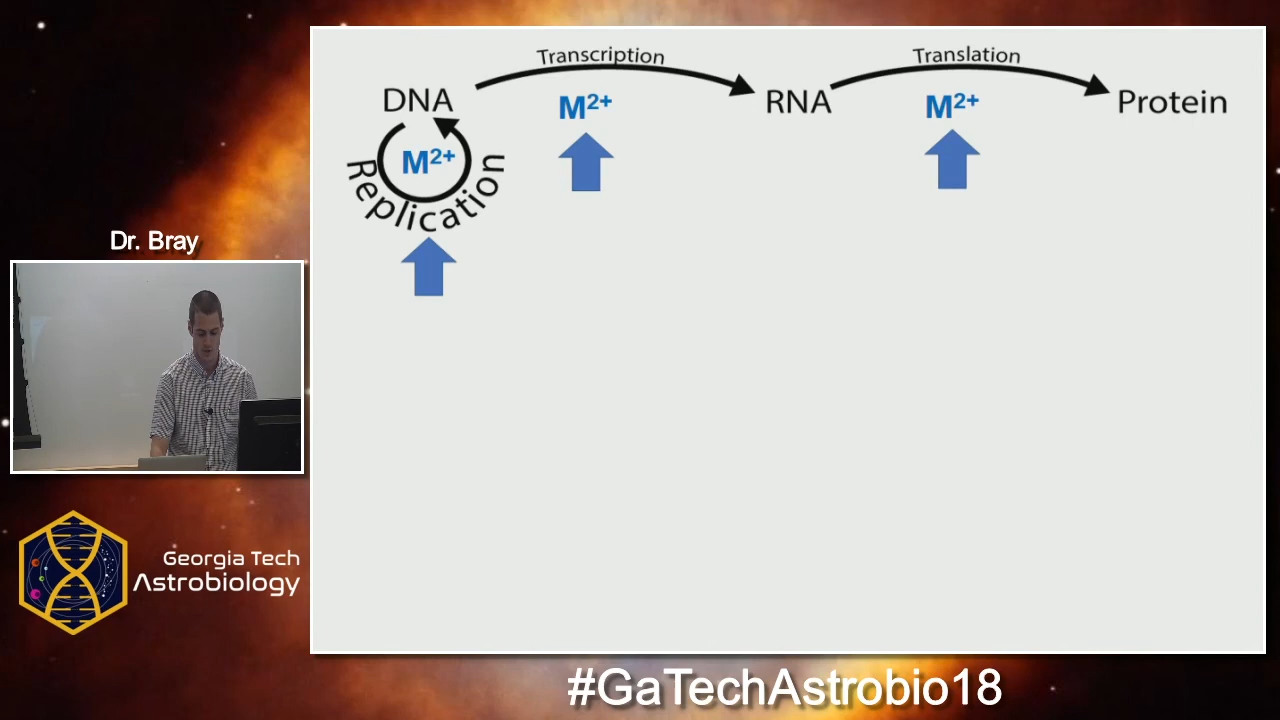 Transcription
Translation
DNA
M²⁺
RNA
M²⁺
Protein
M²⁺
Replication
Dr. Bray
Georgia Tech
Astrobiology
#GaTechAstrobio18